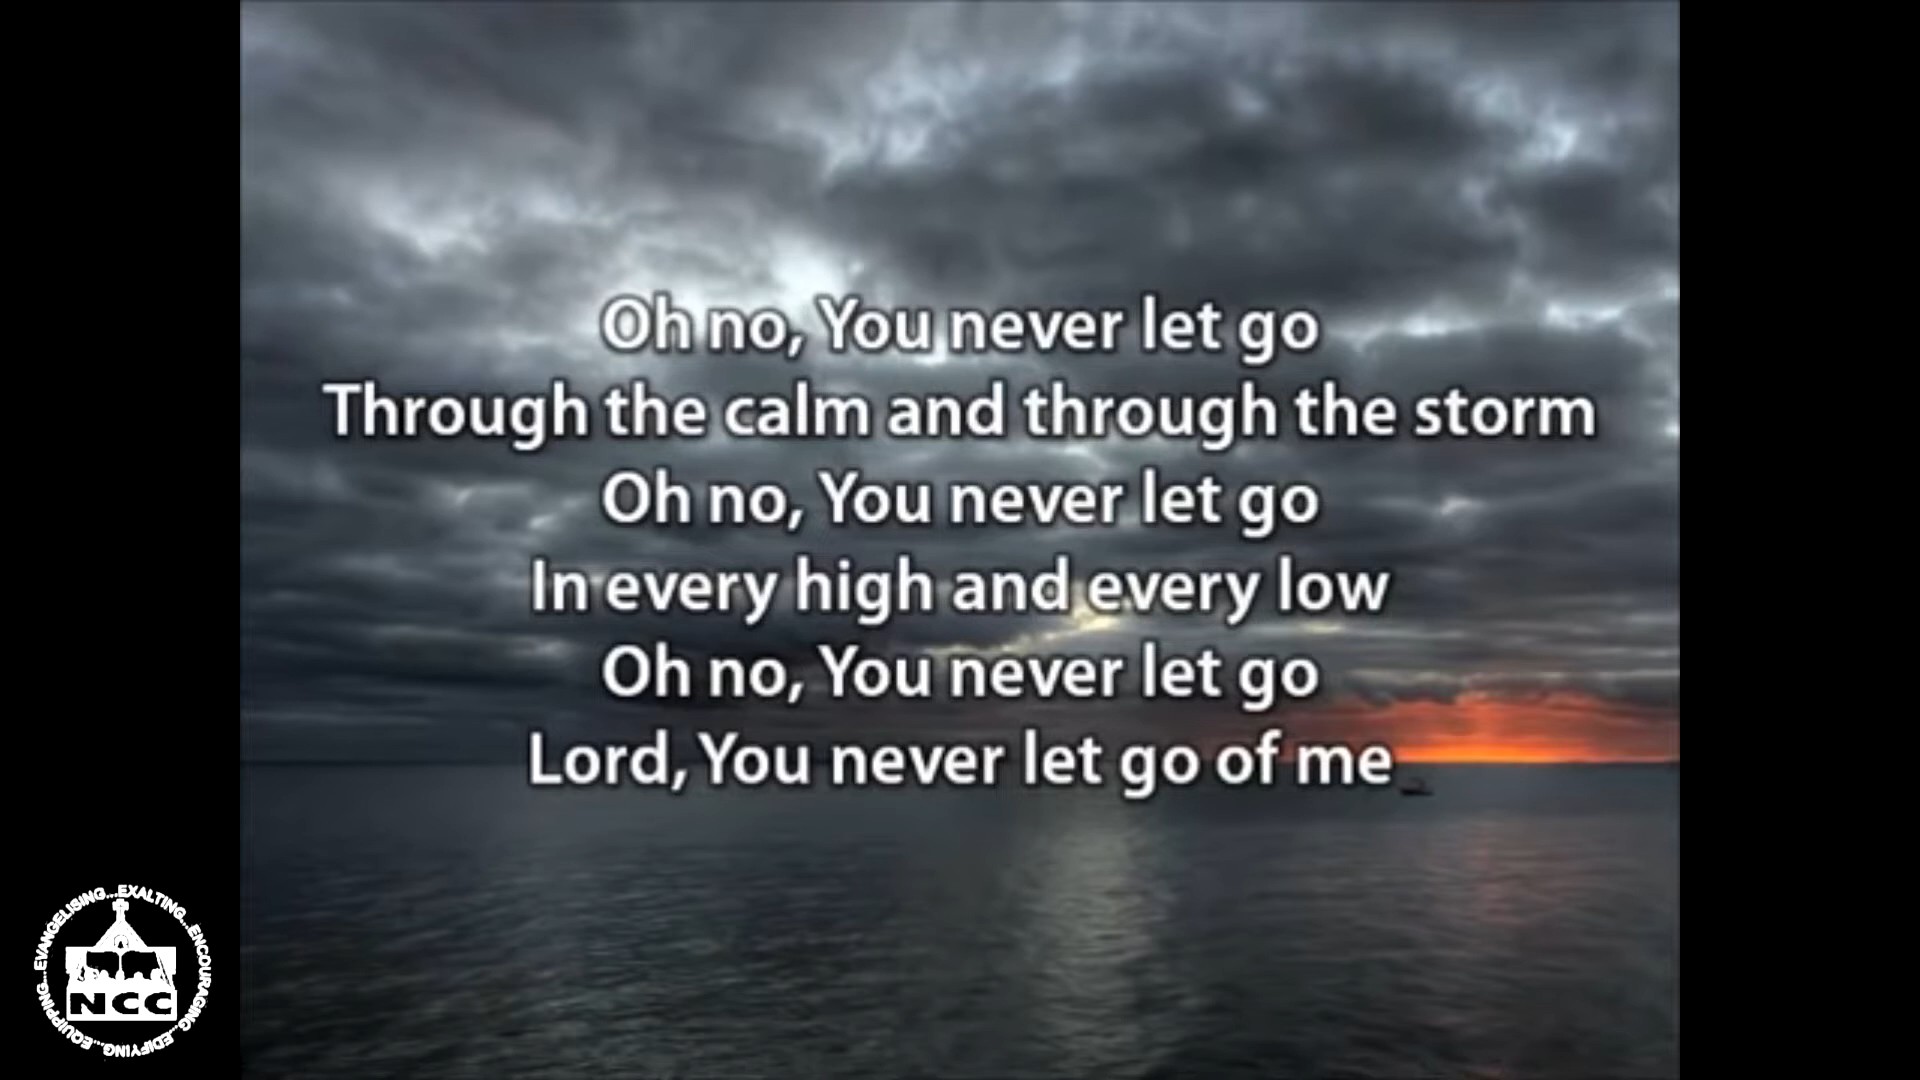 Oh no, You never let go
Through the calm and through the storm
Oh no, You never let go
In every high and every low
Oh no, You never let go
Lord, You never let go of me
EVANGELISING...EXALTING...ENCOURAGING...EDIFYING...EQUIPPING...
NCC